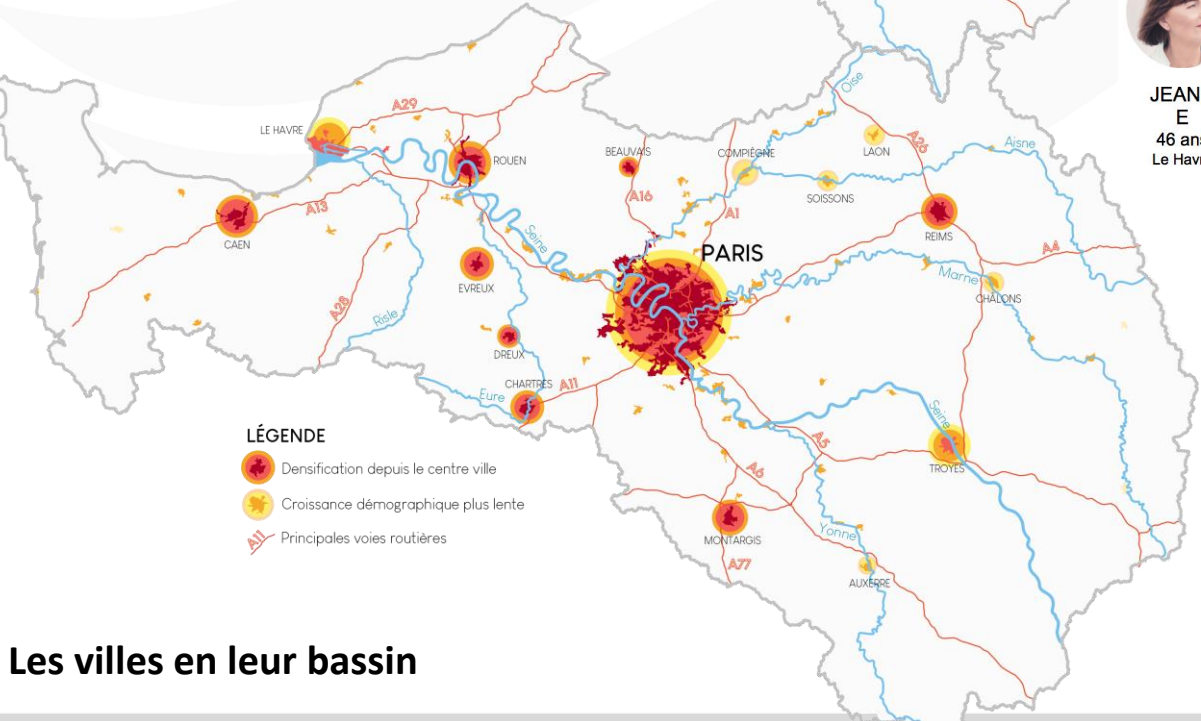 JEAN
E
46 ans
Le Havr
LE HAVRE
A29
ROUEN
BEAUVAIS
COMPIÈGNE
Oise
LAON
A26
Aisne
SOISSONS
A16
A1
REIMS
A13
CAEN
Seine
PARIS
A4
EVREUX
Marne
CHÂLONS
A28
Risle
DREUX
CHARTRES
A11
Eure
Seine
A5
TROYES
A6
LÉGENDE
Densification depuis le centre ville
Croissance démographique plus lente
A11 Principales voies routières
MONTARGIS
Yonne
A77
AUXERRE
Les villes en leur bassin